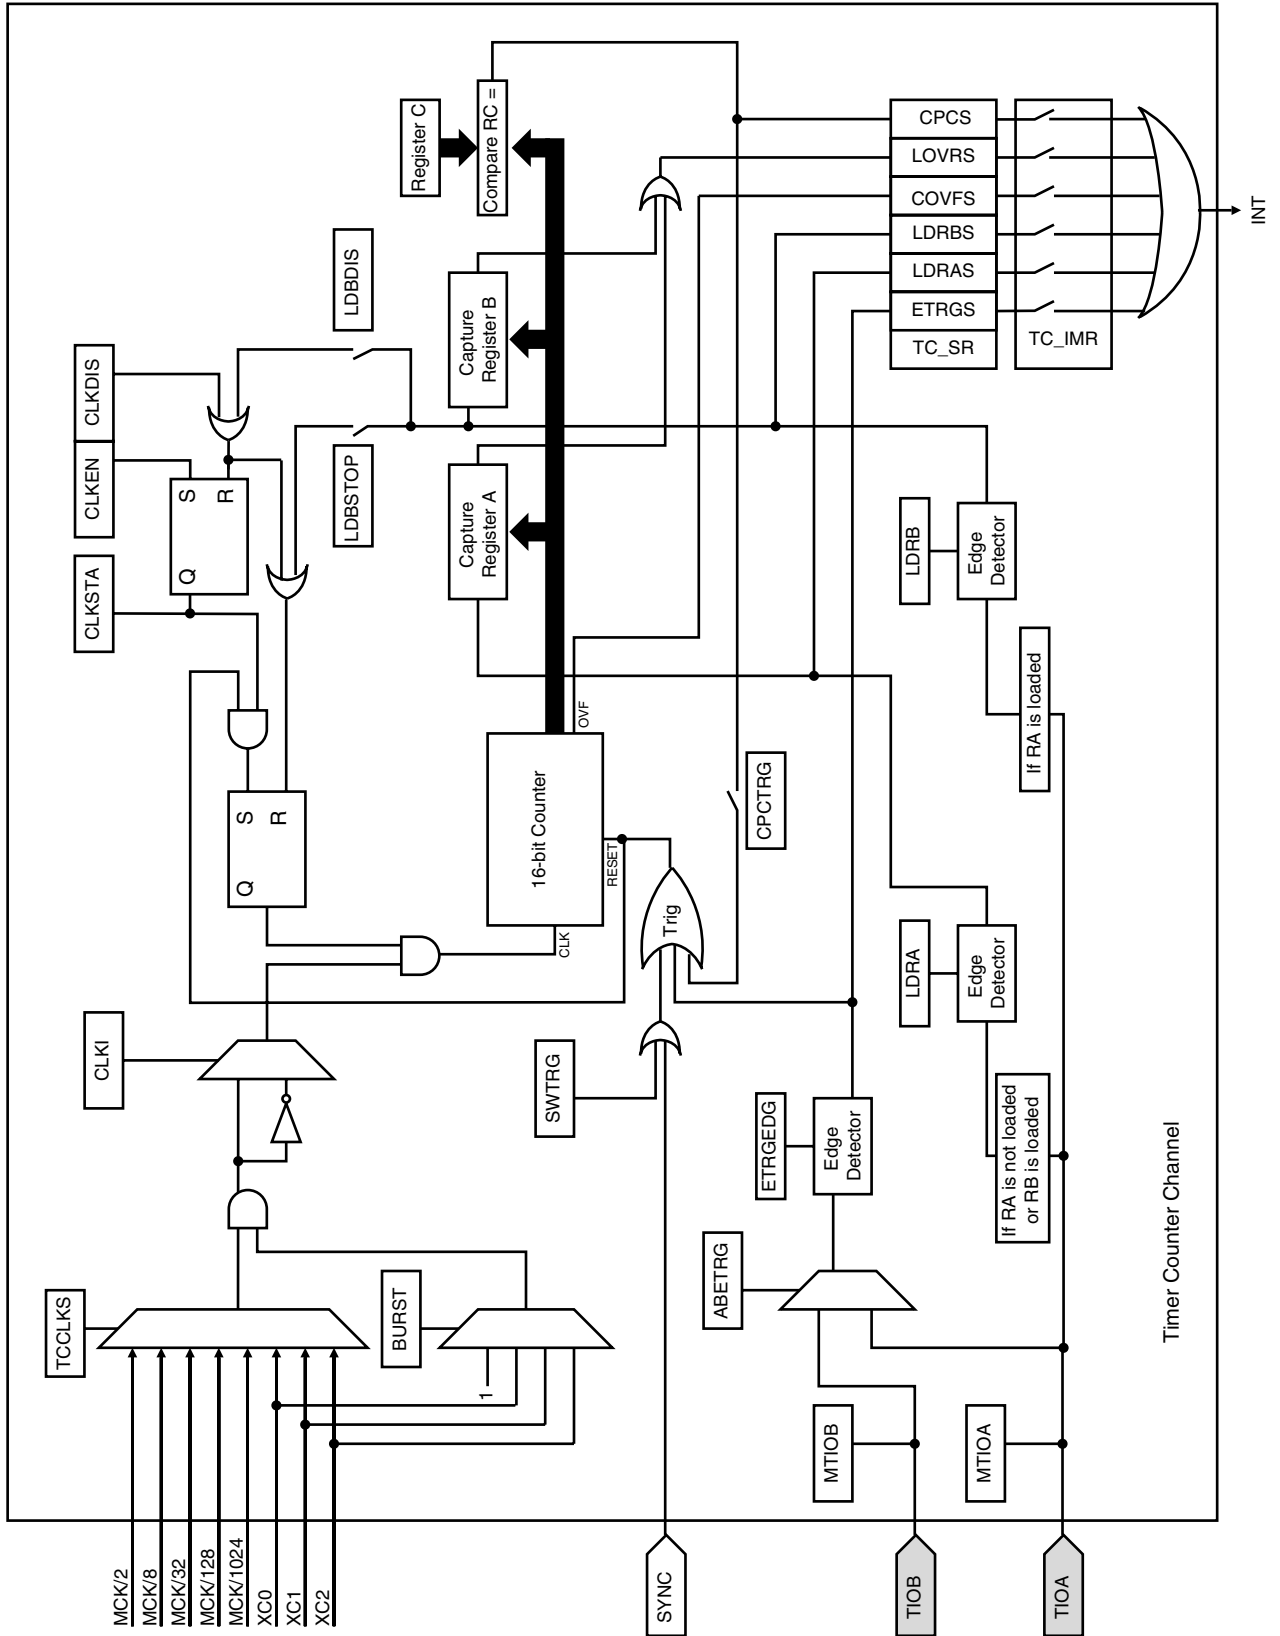 TCCLKS
MCK/2
MCK/8
MCK/32
MCK/128
MCK/1024
XC0
XC1
XC2
CLKI
CLKSTA
CLKEN
CLKDIS
Q
S
R
Q
S
R
BURST
1
LDBSTOP
LDBDIS
Register C
Capture
Register A
Capture
Register B
Compare RC =
16-bit Counter
CLK
RESET
OVF
SWTRG
SYNC
Trig
CPCTRG
ABETRG
ETRGEDG
Edge
Detector
MTIOB
TIOB
MTIOA
TIOA
LDRA
Edge
Detector
LDRB
Edge
Detector
If RA is not loaded
or RB is loaded
If RA is loaded
CPCS
LOVRS
COVFS
LDRBS
LDRAS
ETRGS
TC_SR
TC_IMR
INT
Timer Counter Channel